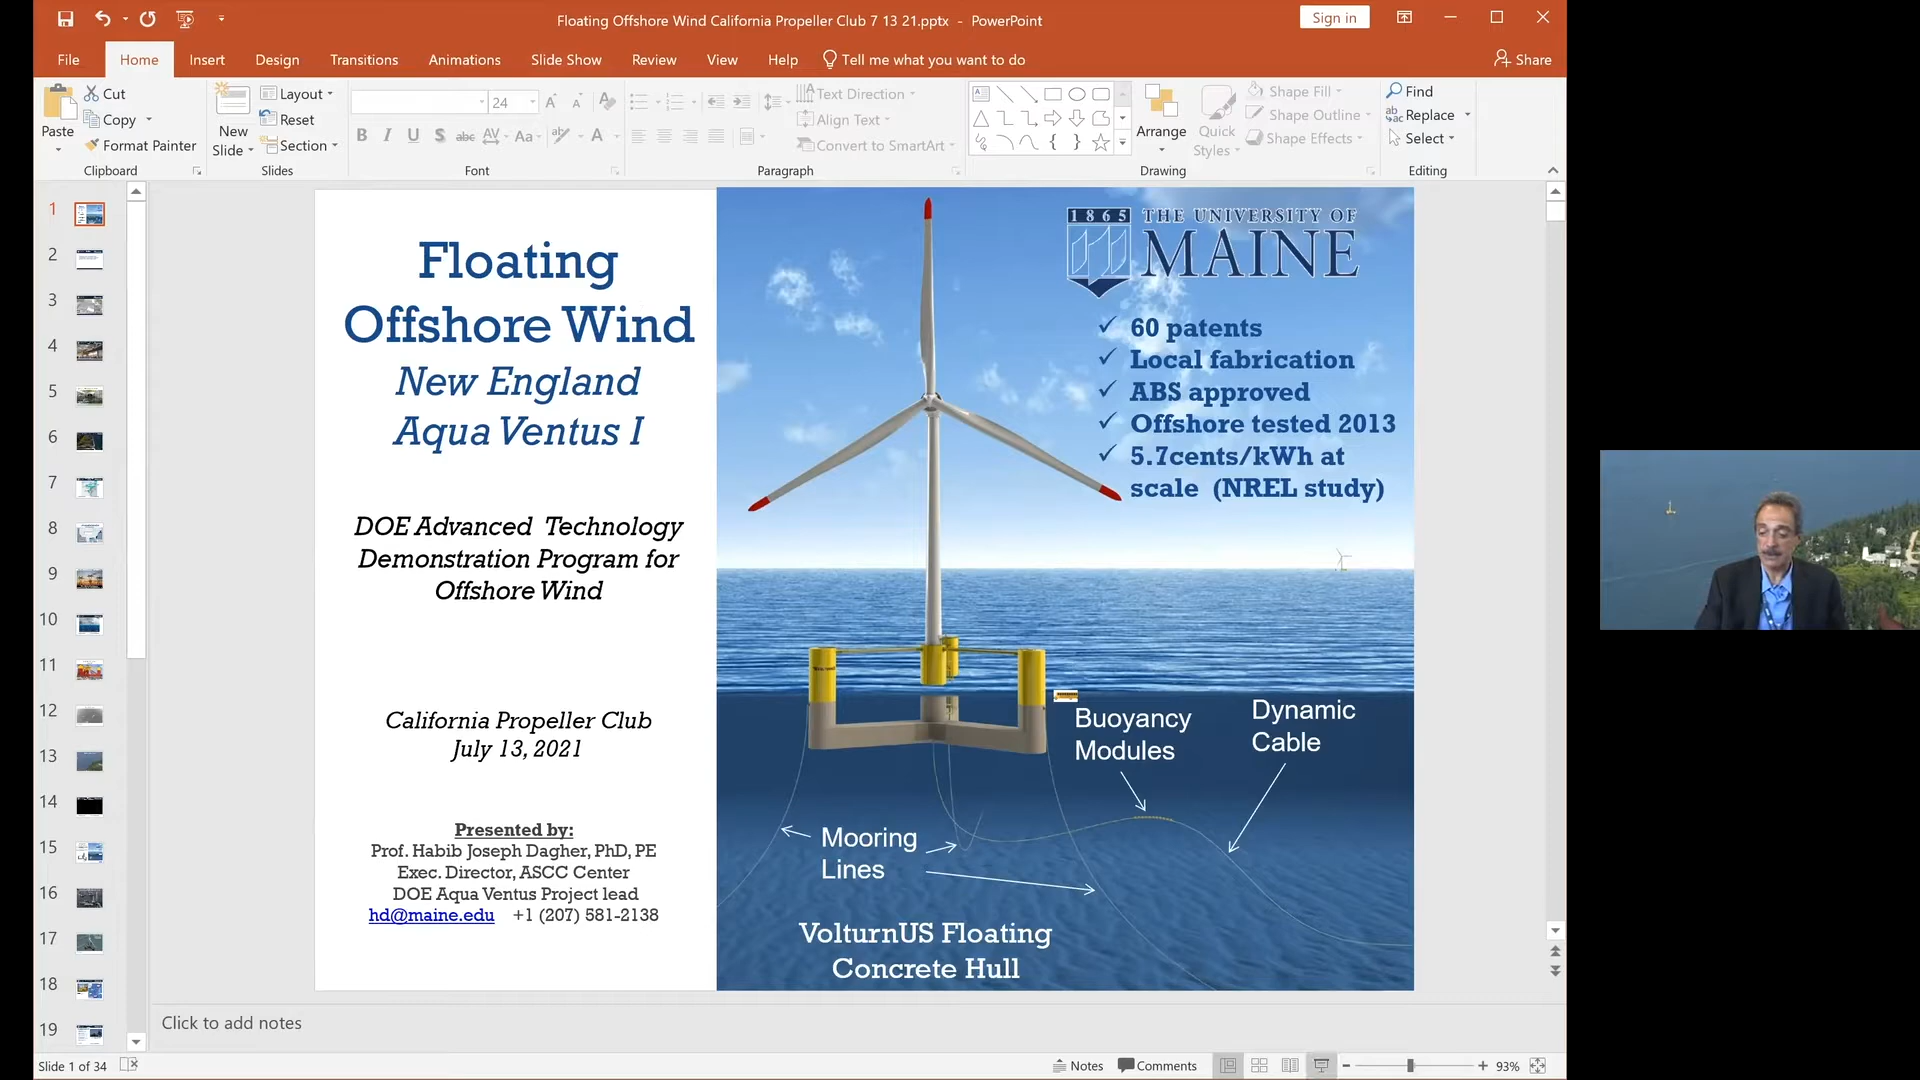 Floating Offshore Wind California Propeller Club 7 13 21.pptx - PowerPoint
Sign in
File
Home
Insert
Design
Transitions
Animations
Slide Show
Review
View
Help
Tell me what you want to do
Share
Paste
Cut
Copy
Format Painter
Clipboard
New Slide
Layout
Reset
Section
Slides
24
Font
Text Direction
Align Text
Convert to SmartArt
Paragraph
Arrange
Quick Styles
Shape Fill
Shape Outline
Shape Effects
Drawing
Find
Replace
Select
Editing
1
2
3
4
5
6
7
8
9
10
11
12
13
14
15
16
17
18
19
Floating
Offshore Wind
New England
Aqua Ventus I
DOE Advanced Technology
Demonstration Program for
Offshore Wind
California Propeller Club
July 13, 2021
Presented by:
Prof. Habib Joseph Dagher, PhD, PE
Exec. Director, ASCC Center
DOE Aqua Ventus Project lead
hd@maine.edu +1 (207) 581-2138
1865 THE UNIVERSITY OF
MAINE
✓ 60 patents
✓ Local fabrication
✓ ABS approved
✓ Offshore tested 2013
✓ 5.7cents/kWh at
scale (NREL study)
Buoyancy
Modules
Dynamic
Cable
Mooring
Lines
VolturnUS Floating
Concrete Hull
Click to add notes
Slide 1 of 34
Notes
Comments
93%